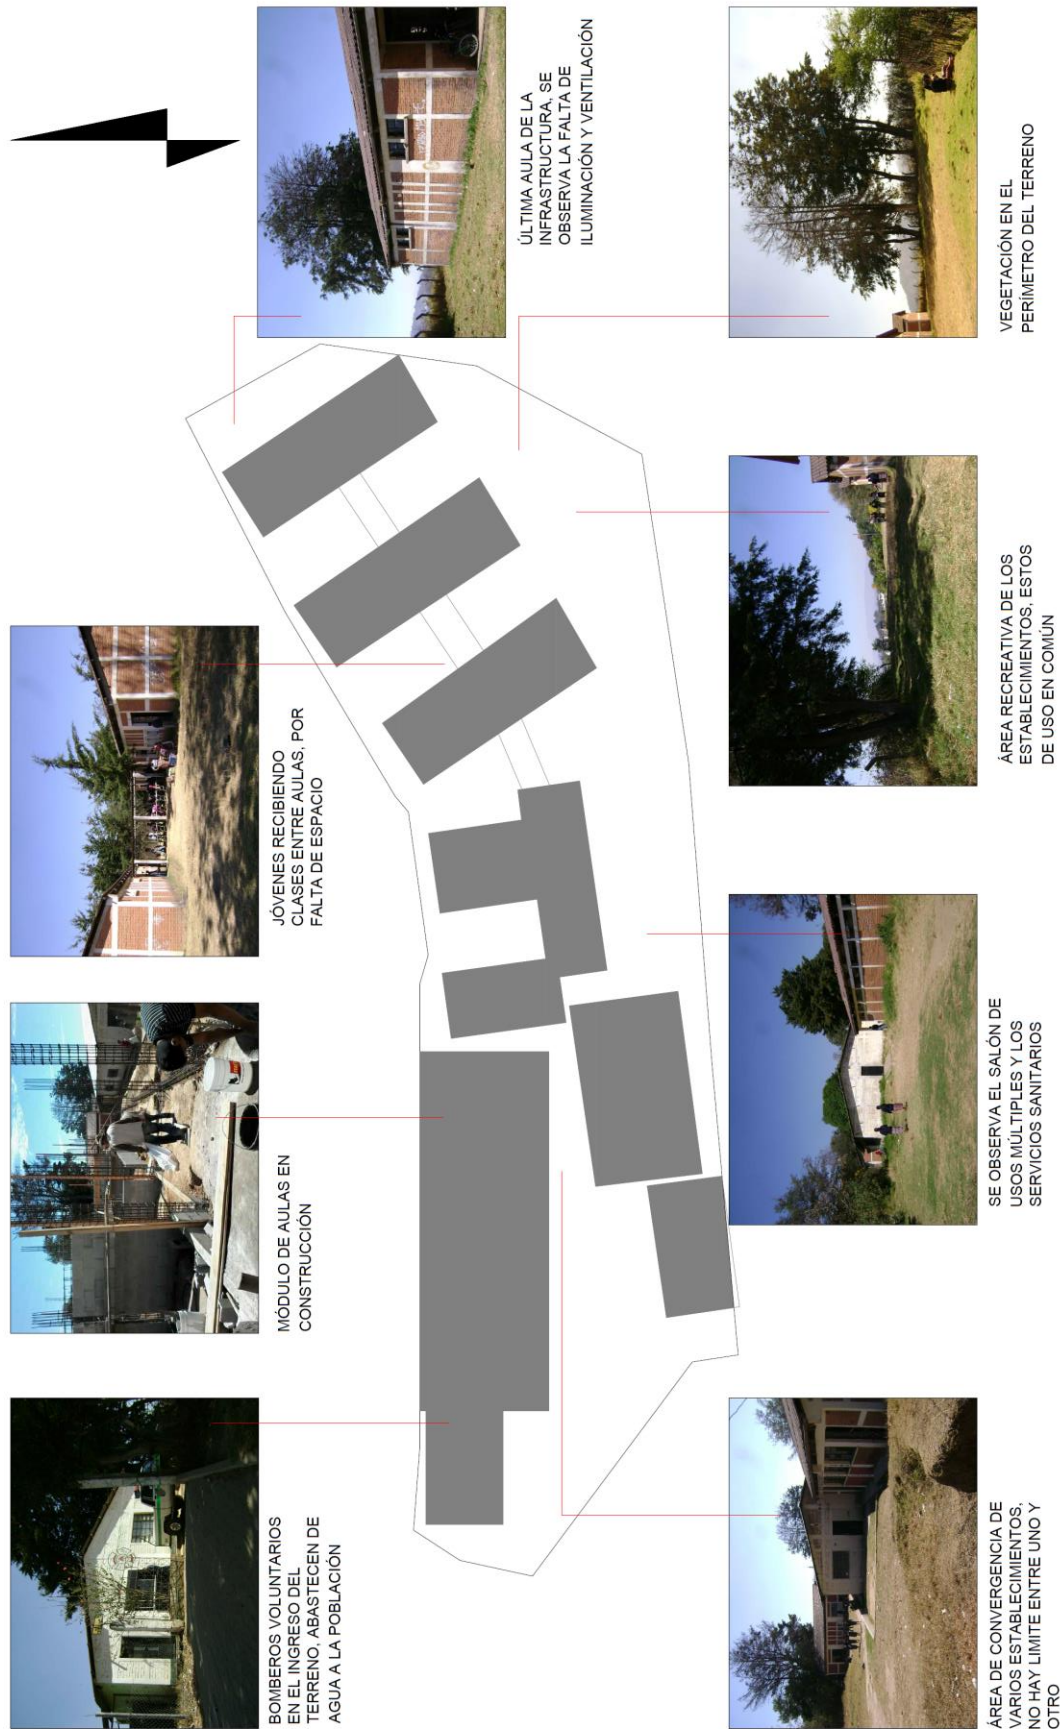 BOMBEROS VOLUNTARIOS
EN EL INGRESO DEL
TERRENO, ABASTECEN DE
AGUA A LA POBLACIÓN
MÓDULO DE AULAS EN
CONSTRUCCIÓN
JÓVENES RECIBIENDO
CLASES ENTRE AULAS, POR
FALTA DE ESPACIO
ÚLTIMA AULA DE LA
INFRASTRUCTURA, SE
OBSERVA LA FALTA DE
ILUMINACIÓN Y VENTILACIÓN
ÁREA DE CONVERGENCIA DE
VARIOS ESTABLECIMIENTOS,
NO HAY LIMITE ENTRE UNO Y
OTRO
SE OBSERVA EL SALÓN DE
USOS MÚLTIPLES Y LOS
SERVICIOS SANITARIOS
ÁREA RECREATIVA DE LOS
ESTABLECIMIENTOS, ESTOS
DE USO EN COMÚN
VEGETACIÓN EN EL
PERÍMETRO DEL TERRENO